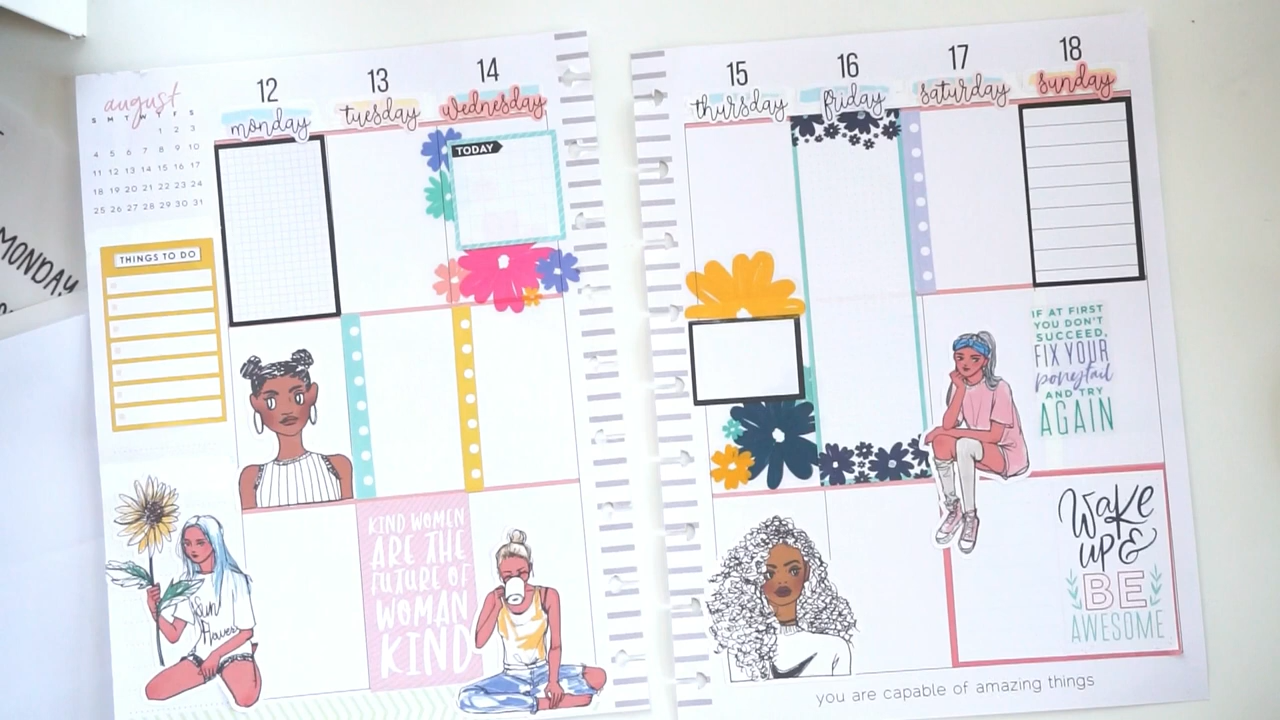 august
S M T W T F S
1 2 3
4 5 6 7 8 9 10
11 12 13 14 15 16 17
18 19 20 21 22 23 24
25 26 27 28 29 30 31
THINGS TO DO
MONDAY
12
monday
13
tuesday
14
wednesday
TODAY
Sun
Flower
KIND WOMEN
ARE THE
FUTURE OF
WOMAN
KIND
15
thursday
16
friday
17
saturday
18
sunday
IF AT FIRST
YOU DON'T
SUCCEED,
FIX YOUR
ponytail
AND TRY
AGAIN
Wake
up &
BE
AWESOME
you are capable of amazing things